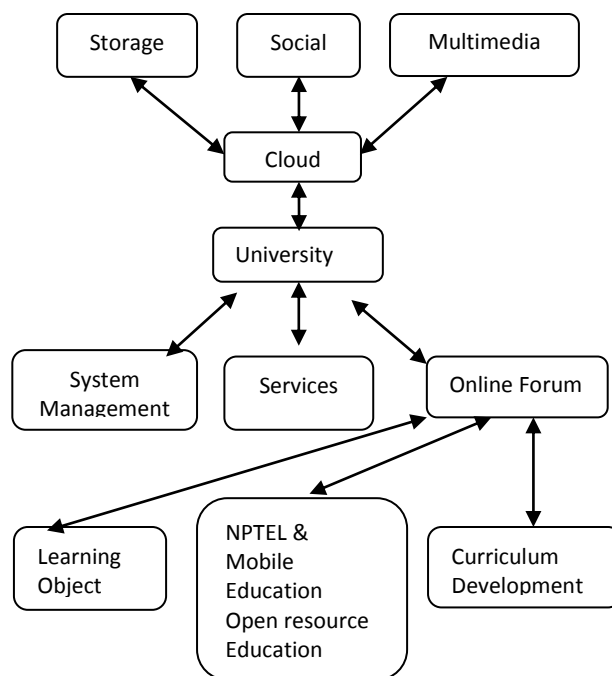 Storage
Social
Multimedia
Cloud
University
System
Management
Services
Online Forum
Learning
Object
NPTEL &
Mobile
Education
Open resource
Education
Curriculum
Development